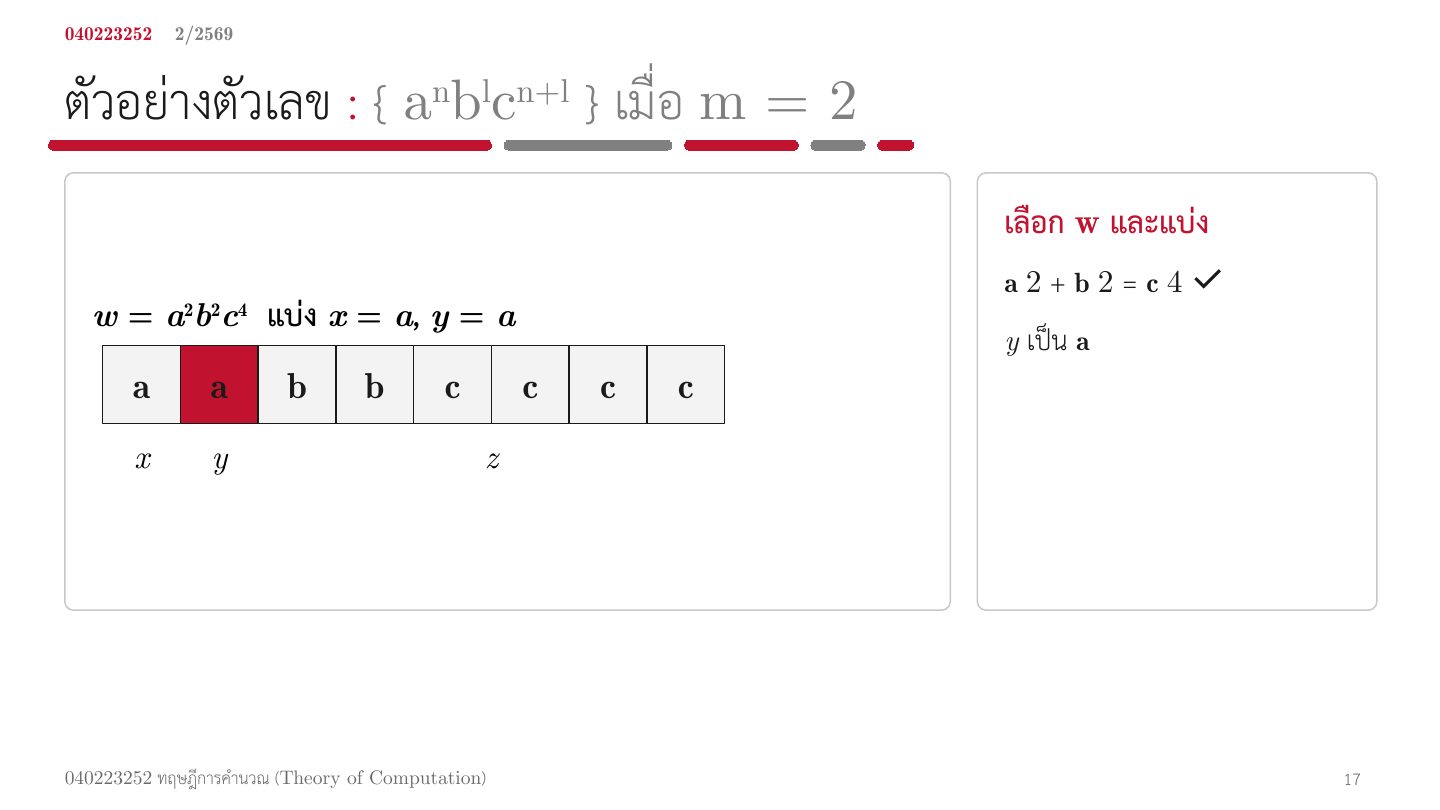 040223252 2/2569
ตัวอย่างตัวเลข : { aⁿbˡcⁿ⁺ˡ } เมื่อ m = 2
w = a²b²c⁴ แบ่ง x = a, y = a
a a b b c c c c
x y z
เลือก w และแบ่ง
a 2 + b 2 = c 4 ✓
y เป็น a
040223252 ทฤษฎีการคำนวณ (Theory of Computation)
17